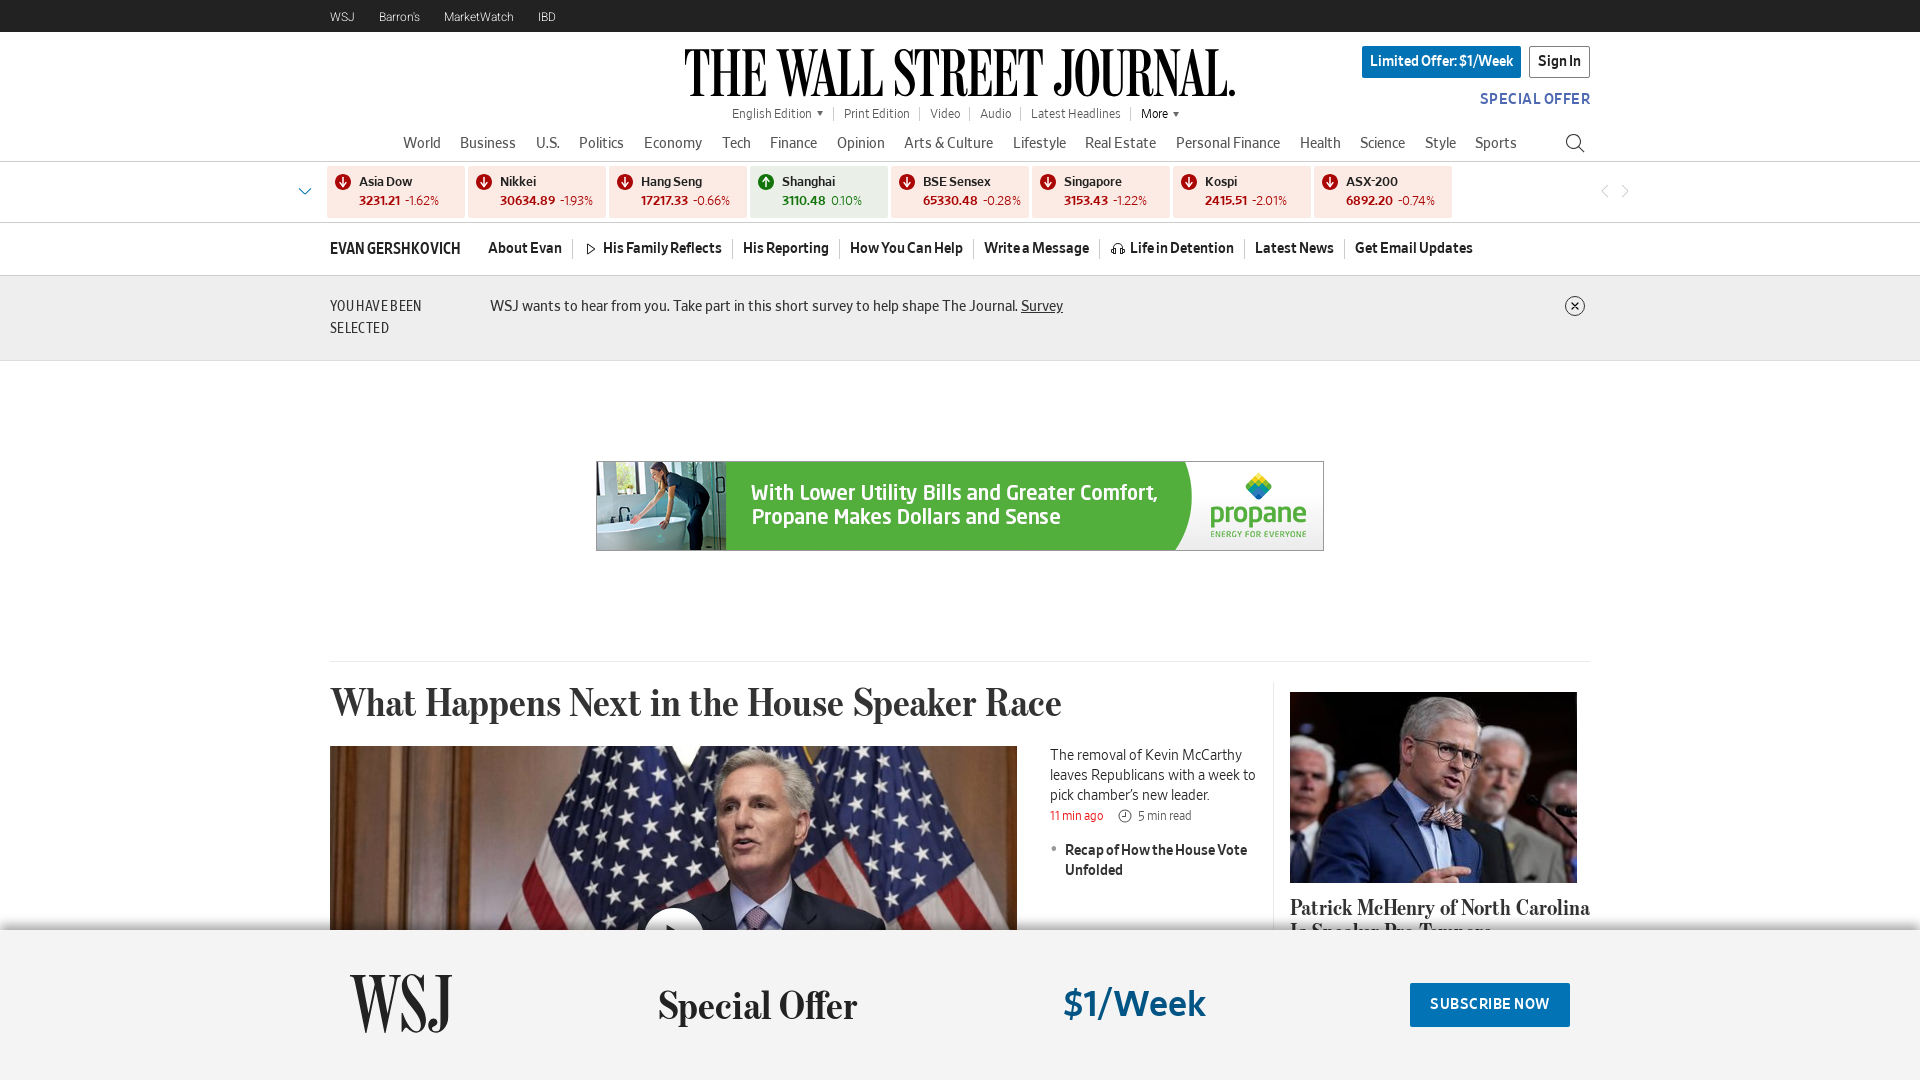 WSJ Barron's MarketWatch IBD
THE WALL STREET JOURNAL.
Limited Offer: $1/Week Sign In
SPECIAL OFFER
English Edition Print Edition Video Audio Latest Headlines More
World Business U.S. Politics Economy Tech Finance Opinion Arts & Culture Lifestyle Real Estate Personal Finance Health Science Style Sports
Asia Dow Nikkei Hang Seng Shanghai BSE Sensex Singapore Kospi ASX-200
3231.21 -1.62% 30634.89 -1.93% 17217.33 -0.66% 3110.48 0.10% 65330.48 -0.28% 3153.43 -1.22% 2415.51 -2.01% 6892.20 -0.74%
EVAN GERSHKOVICH About Evan His Family Reflects His Reporting How You Can Help Write a Message Life in Detention Latest News Get Email Updates
YOU HAVE BEEN
SELECTED
WSJ wants to hear from you. Take part in this short survey to help shape The Journal. Survey
With Lower Utility Bills and Greater Comfort,
Propane Makes Dollars and Sense
propane
ENERGY FOR EVERYONE
What Happens Next in the House Speaker Race
The removal of Kevin McCarthy
leaves Republicans with a week to
pick chamber’s new leader.
11 min ago 5 min read
• Recap of How the House Vote
Unfolded
Patrick McHenry of North Carolina
Is Speaker Pro Tempore
WSJ
Special Offer
$1/Week
SUBSCRIBE NOW